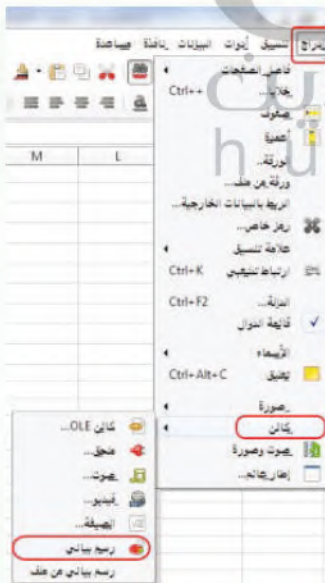 إدراج تنسيق أدوات البيانات نافذة مساعدة
فاصل الصفحات
خلايا... Ctrl++
صفوف
أعمدة
ورقة...
ورقة من ملف...
الربط بالبيانات الخارجية...
رمز خاص...
علامة تنسيق
ارتباط تشعبي Ctrl+K
الدالة... Ctrl+F2
قائمة الدوال
الأسماء
تعليق Ctrl+Alt+C
صورة
كائن
صوت وصورة
إطار عائم...
M L
كائن OLE...
ملحق...
صوت...
فيديو...
الصيغة...
رسم بياني
رسم بياني من ملف